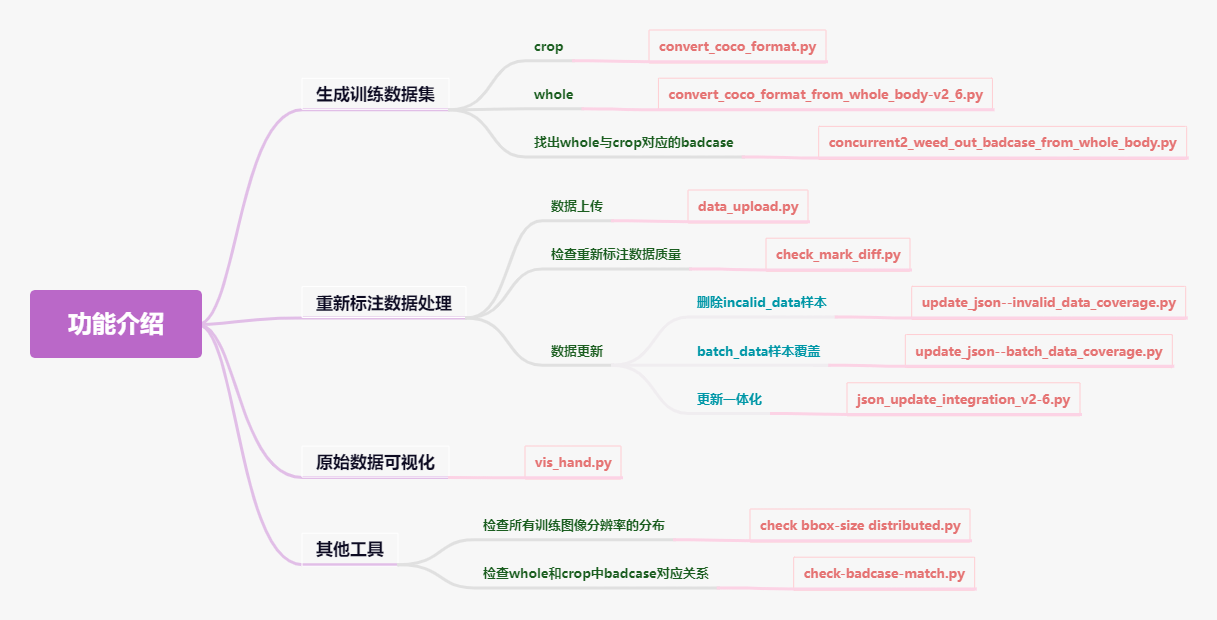 功能介绍
生成训练数据集
crop
convert_coco_format.py
whole
convert_coco_format_from_whole_body-v2_6.py
找出whole与crop对应的badcase
concurrent2_weed_out_badcase_from_whole_body.py
重新标注数据处理
数据上传
data_upload.py
检查重新标注数据质量
check_mark_diff.py
数据更新
删除incalid_data样本
update_json--invalid_data_coverage.py
batch_data样本覆盖
update_json--batch_data_coverage.py
更新一体化
json_update_integration_v2-6.py
原始数据可视化
vis_hand.py
其他工具
检查所有训练图像分辨率的分布
check bbox-size distributed.py
检查whole和crop中badcase对应关系
check-badcase-match.py